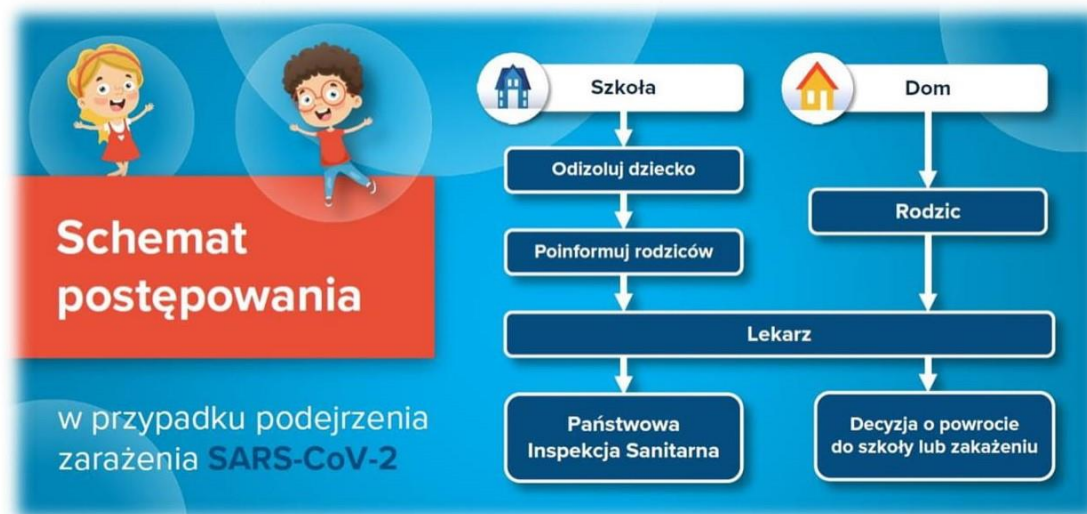 Schemat
postępowania
w przypadku podejrzenia
zarażenia SARS-CoV-2
Szkoła
Odizoluj dziecko
Poinformuj rodziców
Dom
Rodzic
Lekarz
Państwowa
Inspekcja Sanitarna
Decyzja o powrocie
do szkoły lub zakażeniu